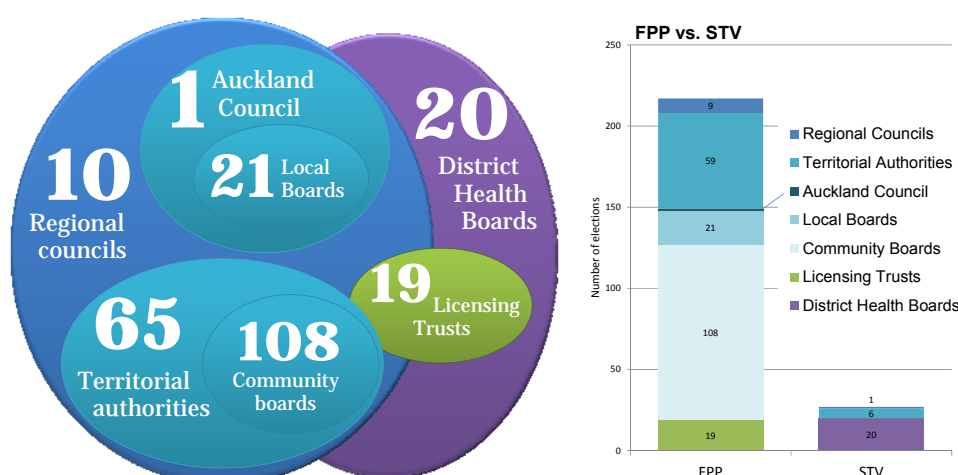 1 Auckland
Council
21 Local
Boards
10
Regional
councils
20
District
Health
Boards
19 Licensing
Trusts
65
Territorial
authorities
108
Community
boards
FPP vs. STV
Number of elections
250
200
150
100
50
0
9
59
21
108
19
1
6
20
FPP
STV
Regional Councils
Territorial Authorities
Auckland Council
Local Boards
Community Boards
Licensing Trusts
District Health Boards